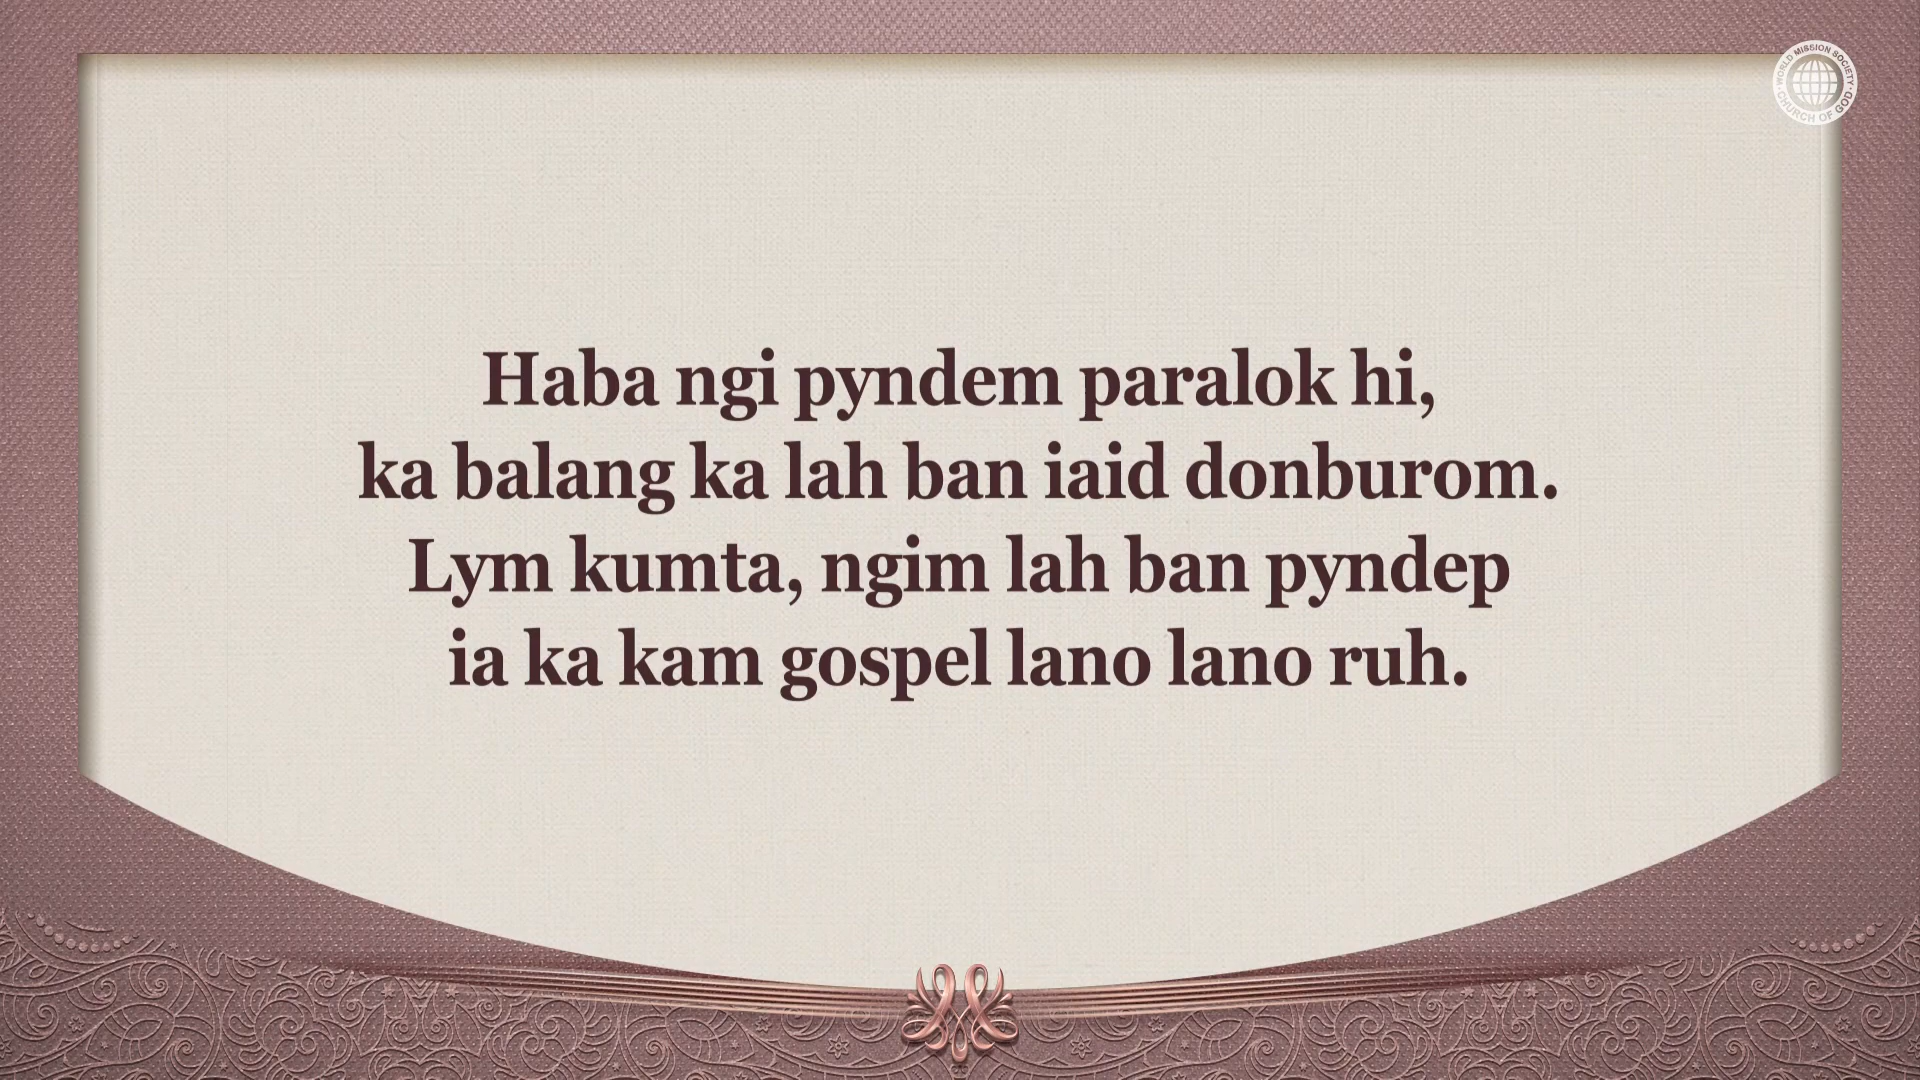 WORLD MISSION SOCIETY CHURCH OF GOD
Haba ngi pyndem paralok hi,
ka balang ka lah ban iaid donburom.
Lym kumta, ngim lah ban pyndep
ia ka kam gospel lano lano ruh.